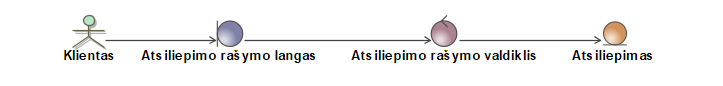 Klientas
Atsiliepimo rašymo langas
Atsiliepimo rašymo valdiklis
Atsiliepimas